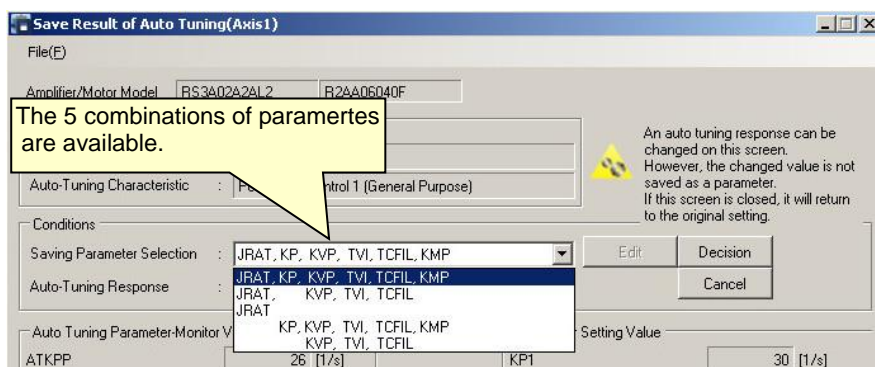 Save Result of Auto Tuning(Axis1)
File(F)
Amplifier/Motor Model RS3A02A2AL2 R2AA06040F
The 5 combinations of paramertes
are available.
An auto tuning response can be
changed on this screen.
However, the changed value is not
saved as a parameter.
If this screen is closed, it will return
to the original setting.
Auto-Tuning Characteristic : ntrol 1 (General Purpose)
Conditions
Saving Parameter Selection : JRAT, KP, KVP, TVI, TCFIL, KMP Edit Decision
Auto-Tuning Response : Cancel
JRAT, KP, KVP, TVI, TCFIL, KMP
JRAT, KVP, TVI, TCFIL
JRAT
KP, KVP, TVI, TCFIL, KMP
KVP, TVI, TCFIL
Auto Tuning Parameter-Monitor V Setting Value
ATKPP 26 [1/s] KP1 30 [1/s]